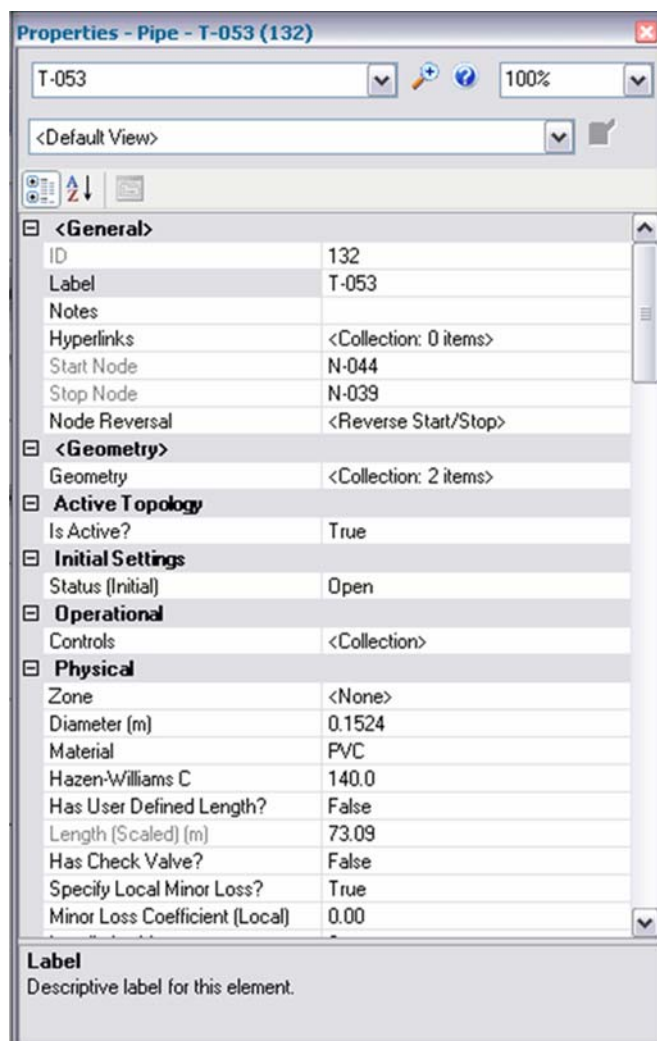 Properties - Pipe - T-053 (132)
T-053 100%
<Default View>
<General>
ID 132
Label T-053
Notes
Hyperlinks <Collection: 0 items>
Start Node N-044
Stop Node N-039
Node Reversal <Reverse Start/Stop>
<Geometry>
Geometry <Collection: 2 items>
Active Topology
Is Active? True
Initial Settings
Status (Initial) Open
Operational
Controls <Collection>
Physical
Zone <None>
Diameter (m) 0.1524
Material PVC
Hazen-Williams C 140.0
Has User Defined Length? False
Length (Scaled) (m) 73.09
Has Check Valve? False
Specify Local Minor Loss? True
Minor Loss Coefficient (Local) 0.00
Label
Descriptive label for this element.